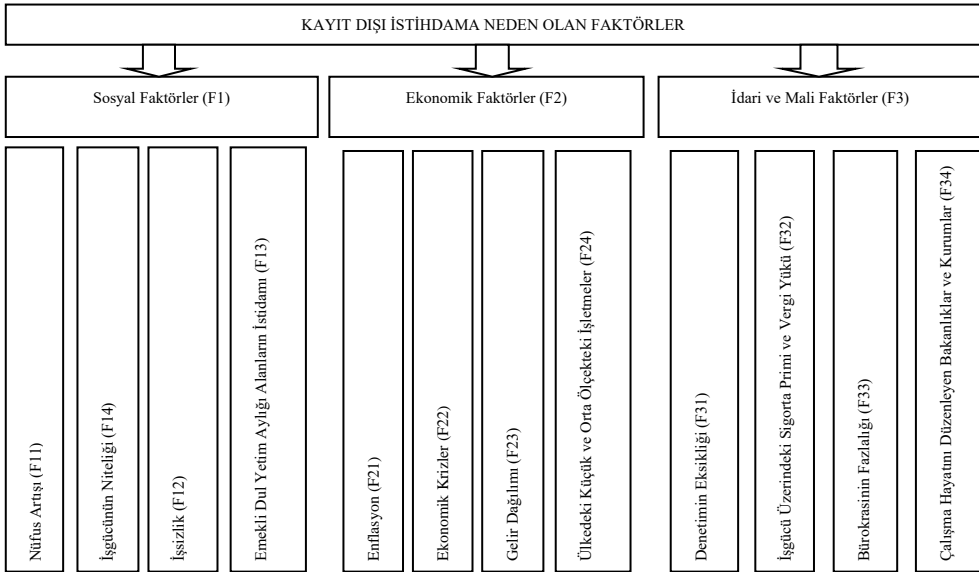 KAYIT DIŞI İSTİHDAMA NEDEN OLAN FAKTÖRLER
Sosyal Faktörler (F1)
Ekonomik Faktörler (F2)
İdari ve Mali Faktörler (F3)
Nüfus Artışı (F11)
İşgücünün Niteliği (F14)
İşsizlik (F12)
Emekli Dul Yetim Aylığı Alanların İstidamı (F13)
Enflasyon (F21)
Ekonomik Krizler (F22)
Gelir Dağılımı (F23)
Ülkedeki Küçük ve Orta Ölçekteki İşletmeler (F24)
Denetimin Eksikliği (F31)
İşgücü Üzerindeki Sigorta Primi ve Vergi Yükü (F32)
Bürokrasinin Fazlalığı (F33)
Çalışma Hayatını Düzenleyen Bakanlıklar ve Kurumlar (F34)